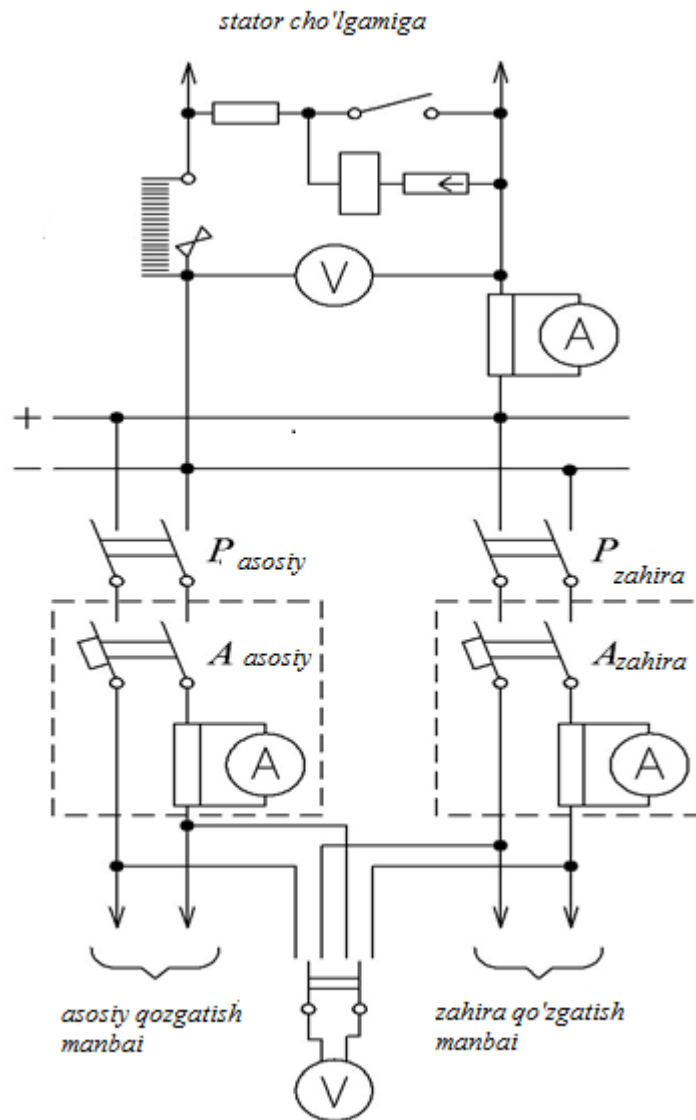 stator cho'lgamiga
V
A
+
−
P asosiy
P zahira
A asosiy
A zahira
A
A
asosiy qozgatish
manbai
zahira qo'zgatish
manbai
V